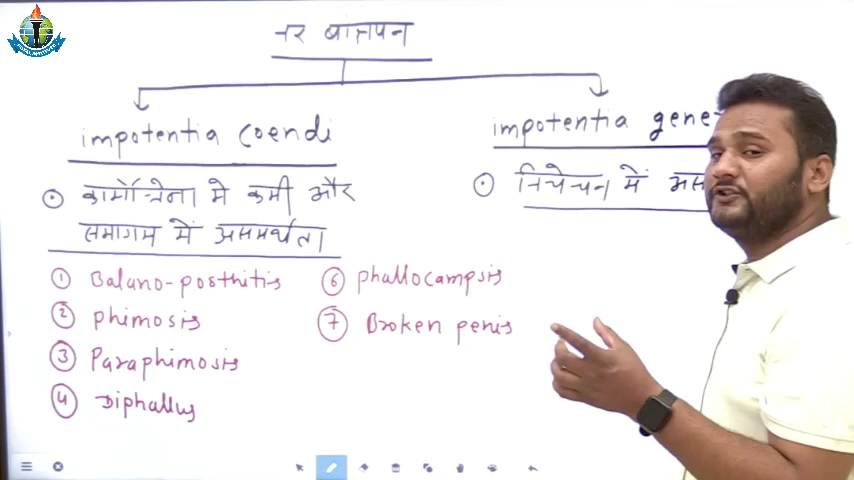 नर बांझपन
impotentia coendi
impotentia gene
कामोत्तेजना मे कमी और
समागम में असमर्थता
निषेचन में अस
① Balano-posthitis
② phimosis
③ Paraphimosis
④ Diphallus
⑥ phallocampsis
⑦ Broken penis